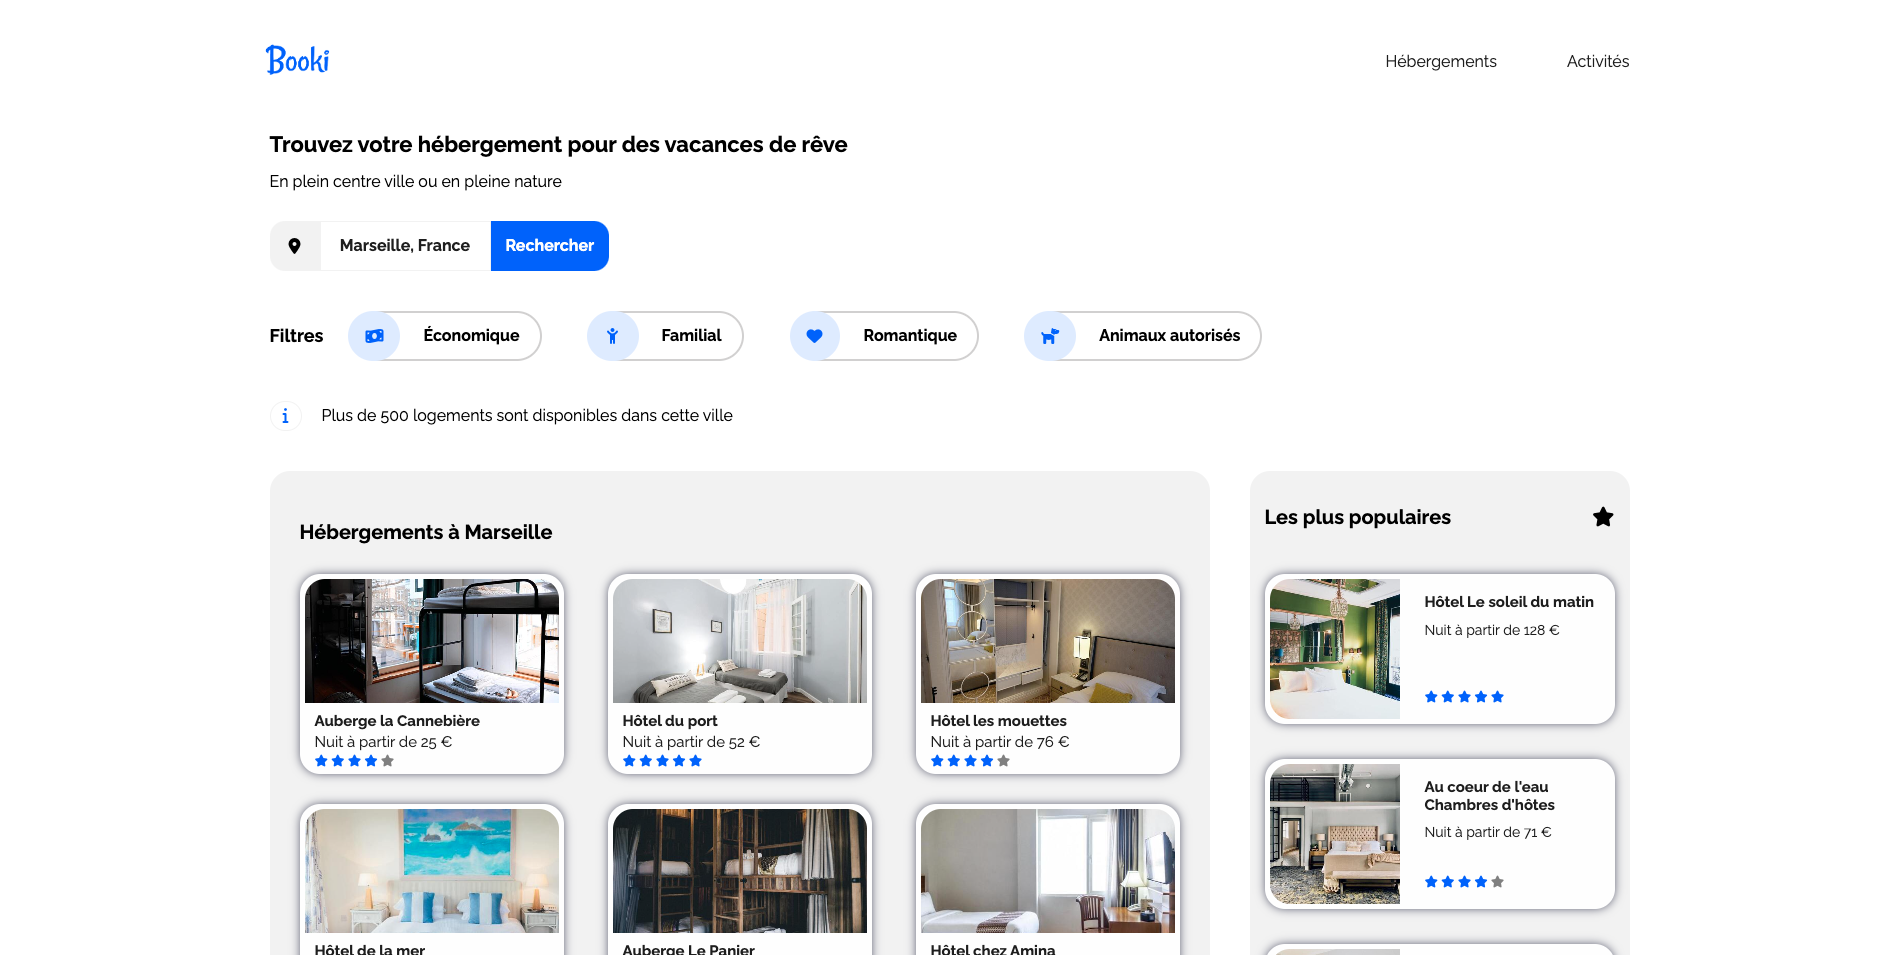 Booki
Hébergements
Activités
Trouvez votre hébergement pour des vacances de rêve
En plein centre ville ou en pleine nature
Marseille, France
Rechercher
Filtres
Économique
Familial
Romantique
Animaux autorisés
Plus de 500 logements sont disponibles dans cette ville
Hébergements à Marseille
Auberge la Cannebière
Nuit à partir de 25 €
Hôtel du port
Nuit à partir de 52 €
Hôtel les mouettes
Nuit à partir de 76 €
Hôtel de la mer
Auberge Le Panier
Hôtel chez Amina
Les plus populaires
Hôtel Le soleil du matin
Nuit à partir de 128 €
Au coeur de l'eau
Chambres d'hôtes
Nuit à partir de 71 €